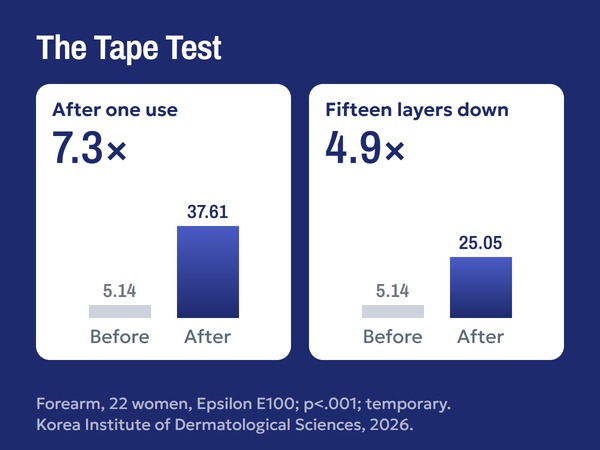 The Tape Test
After one use
7.3×
37.61
5.14
Before
After
Fifteen layers down
4.9×
25.05
5.14
Before
After
Forearm, 22 women, Epsilon E100; p<.001; temporary.
Korea Institute of Dermatological Sciences, 2026.